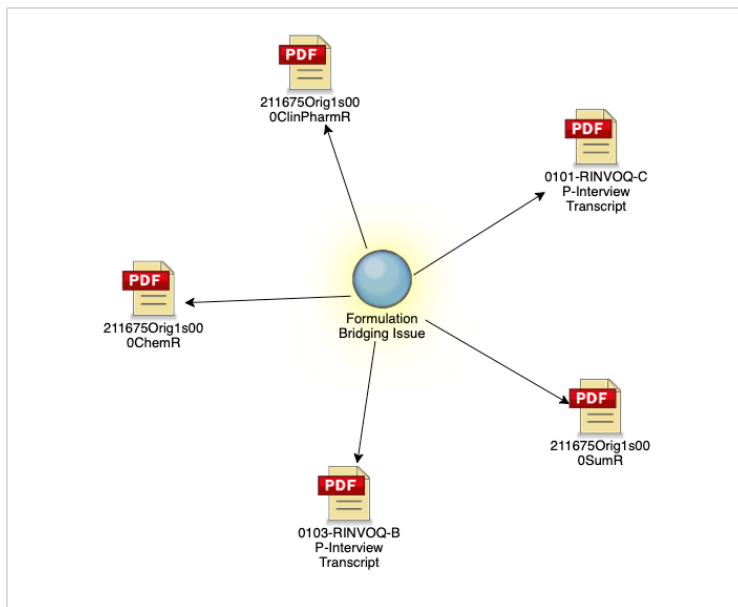 PDF
211675Orig1s00
0ClinPharmR
PDF
0101-RINVOQ-C
P-Interview
Transcript
PDF
211675Orig1s00
0ChemR
Formulation
Bridging Issue
PDF
211675Orig1s00
0SumR
PDF
0103-RINVOQ-B
P-Interview
Transcript